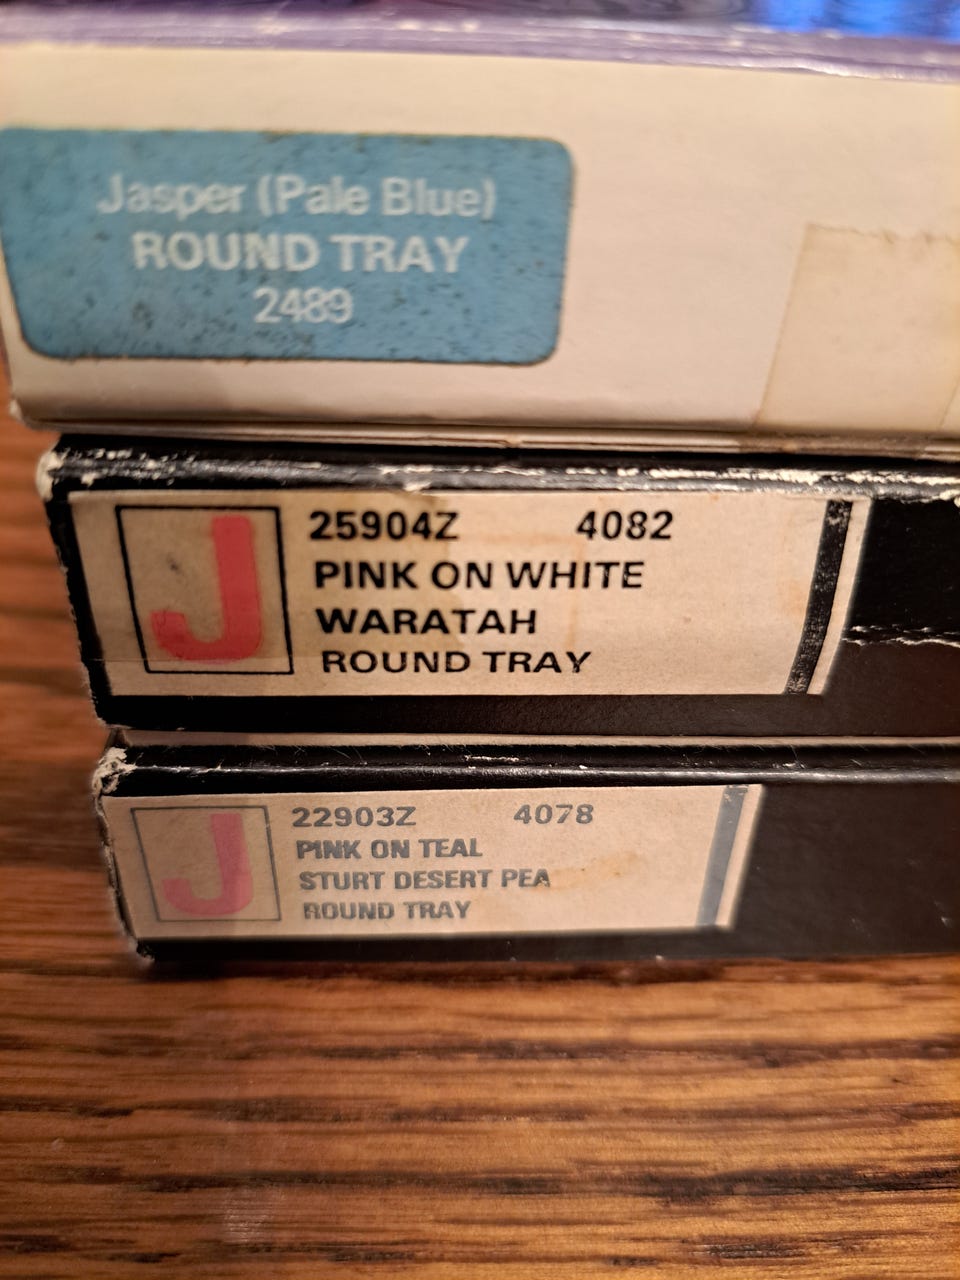 Jasper (Pale Blue)
ROUND TRAY
2489
J
25904Z 4082
PINK ON WHITE
WARATAH
ROUND TRAY
J
22903Z 4078
PINK ON TEAL
STURT DESERT PEA
ROUND TRAY